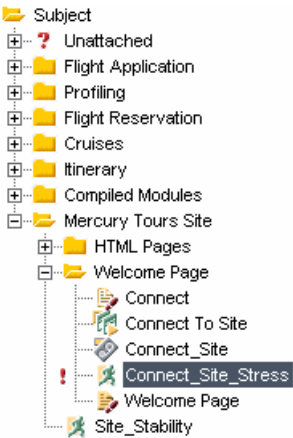 Subject
Unattached
Flight Application
Profiling
Flight Reservation
Cruises
Itinerary
Compiled Modules
Mercury Tours Site
HTML Pages
Welcome Page
Connect
Connect To Site
Connect_Site
Connect_Site_Stress
Welcome Page
Site_Stability